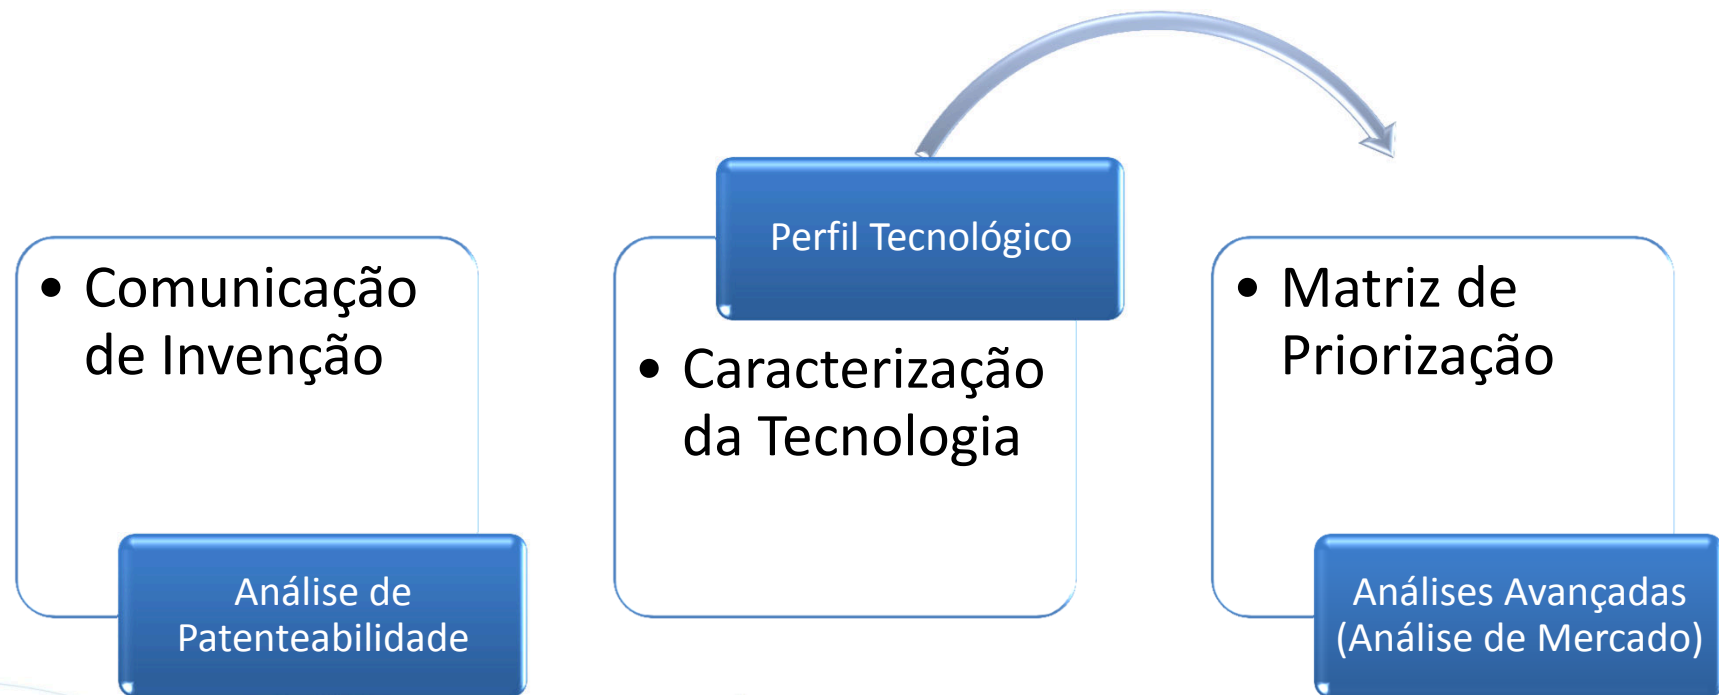 • Comunicação
de Invenção
Análise de
Patenteabilidade
Perfil Tecnológico
• Caracterização
da Tecnologia
• Matriz de
Priorização
Análises Avançadas
(Análise de Mercado)